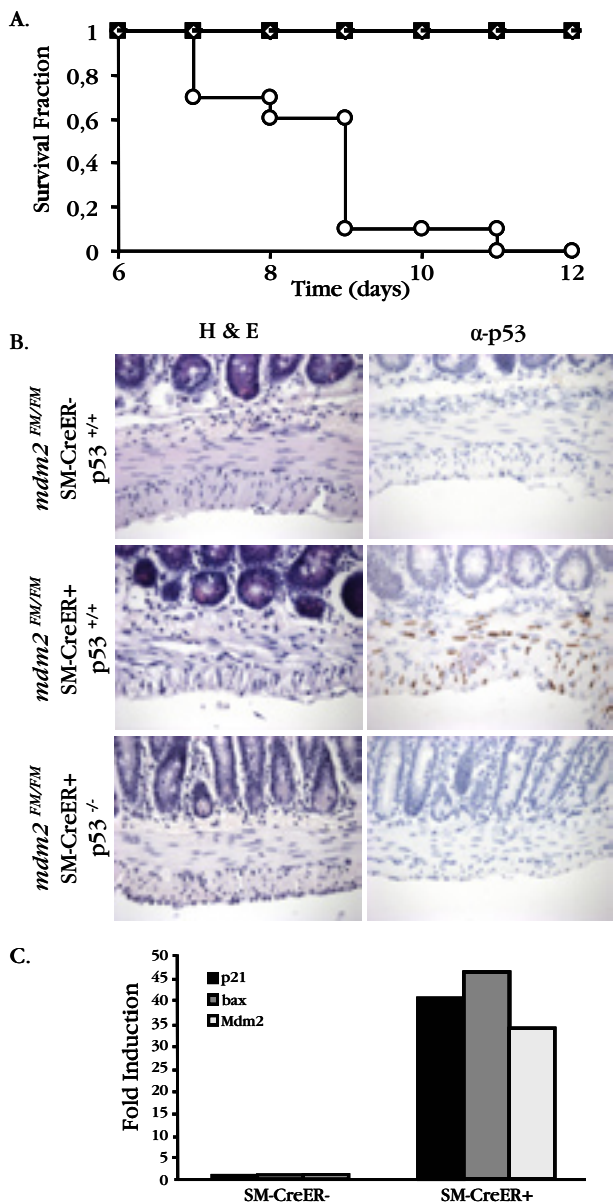 A.
Survival Fraction
1
0,8
0,6
0,4
0,2
0
6
8
10
12
Time (days)
B.
H & E
α-p53
mdm2 FM/FM
SM-CreER-
p53 +/+
mdm2 FM/FM
SM-CreER+
p53 +/+
mdm2 FM/FM
SM-CreER+
p53 -/-
C.
Fold Induction
50
45
40
35
30
25
20
15
10
5
0
p21
bax
Mdm2
SM-CreER-
SM-CreER+